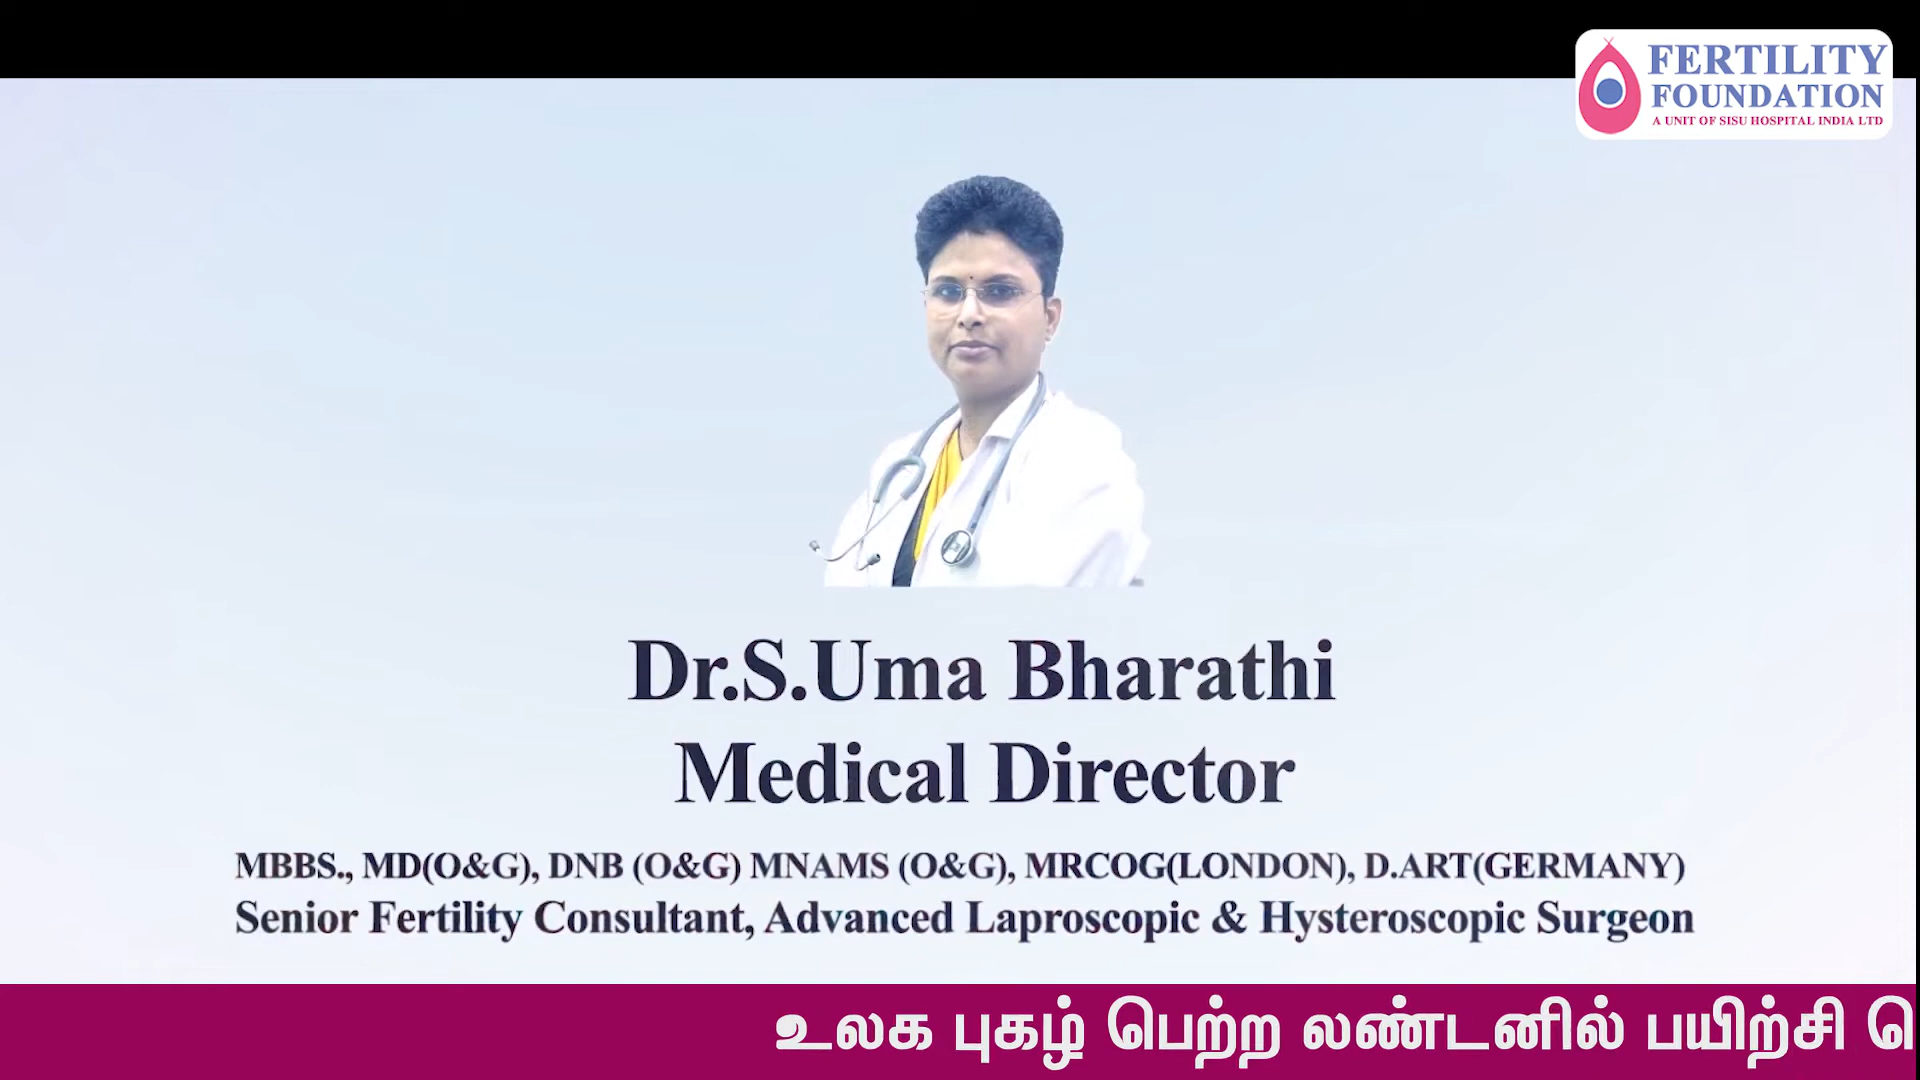 FERTILITY
FOUNDATION
A UNIT OF SISU HOSPITAL INDIA LTD
Dr.S.Uma Bharathi
Medical Director
MBBS., MD(O&G), DNB (O&G) MNAMS (O&G), MRCOG(LONDON), D.ART(GERMANY)
Senior Fertility Consultant, Advanced Laproscopic & Hysteroscopic Surgeon
உலக புகழ் பெற்ற லண்டனில் பயிற்சி